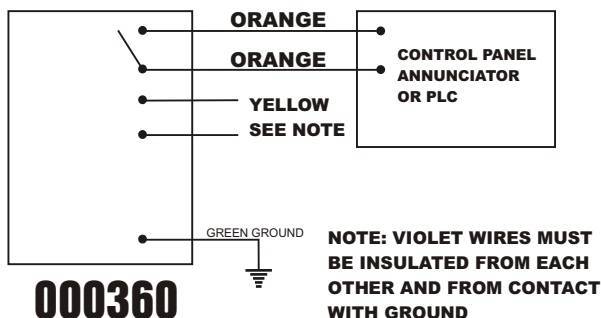 ORANGE
ORANGE
CONTROL PANEL
ANNUNCIATOR
OR PLC
YELLOW
SEE NOTE
GREEN GROUND
NOTE: VIOLET WIRES MUST
BE INSULATED FROM EACH
OTHER AND FROM CONTACT
WITH GROUND
000360